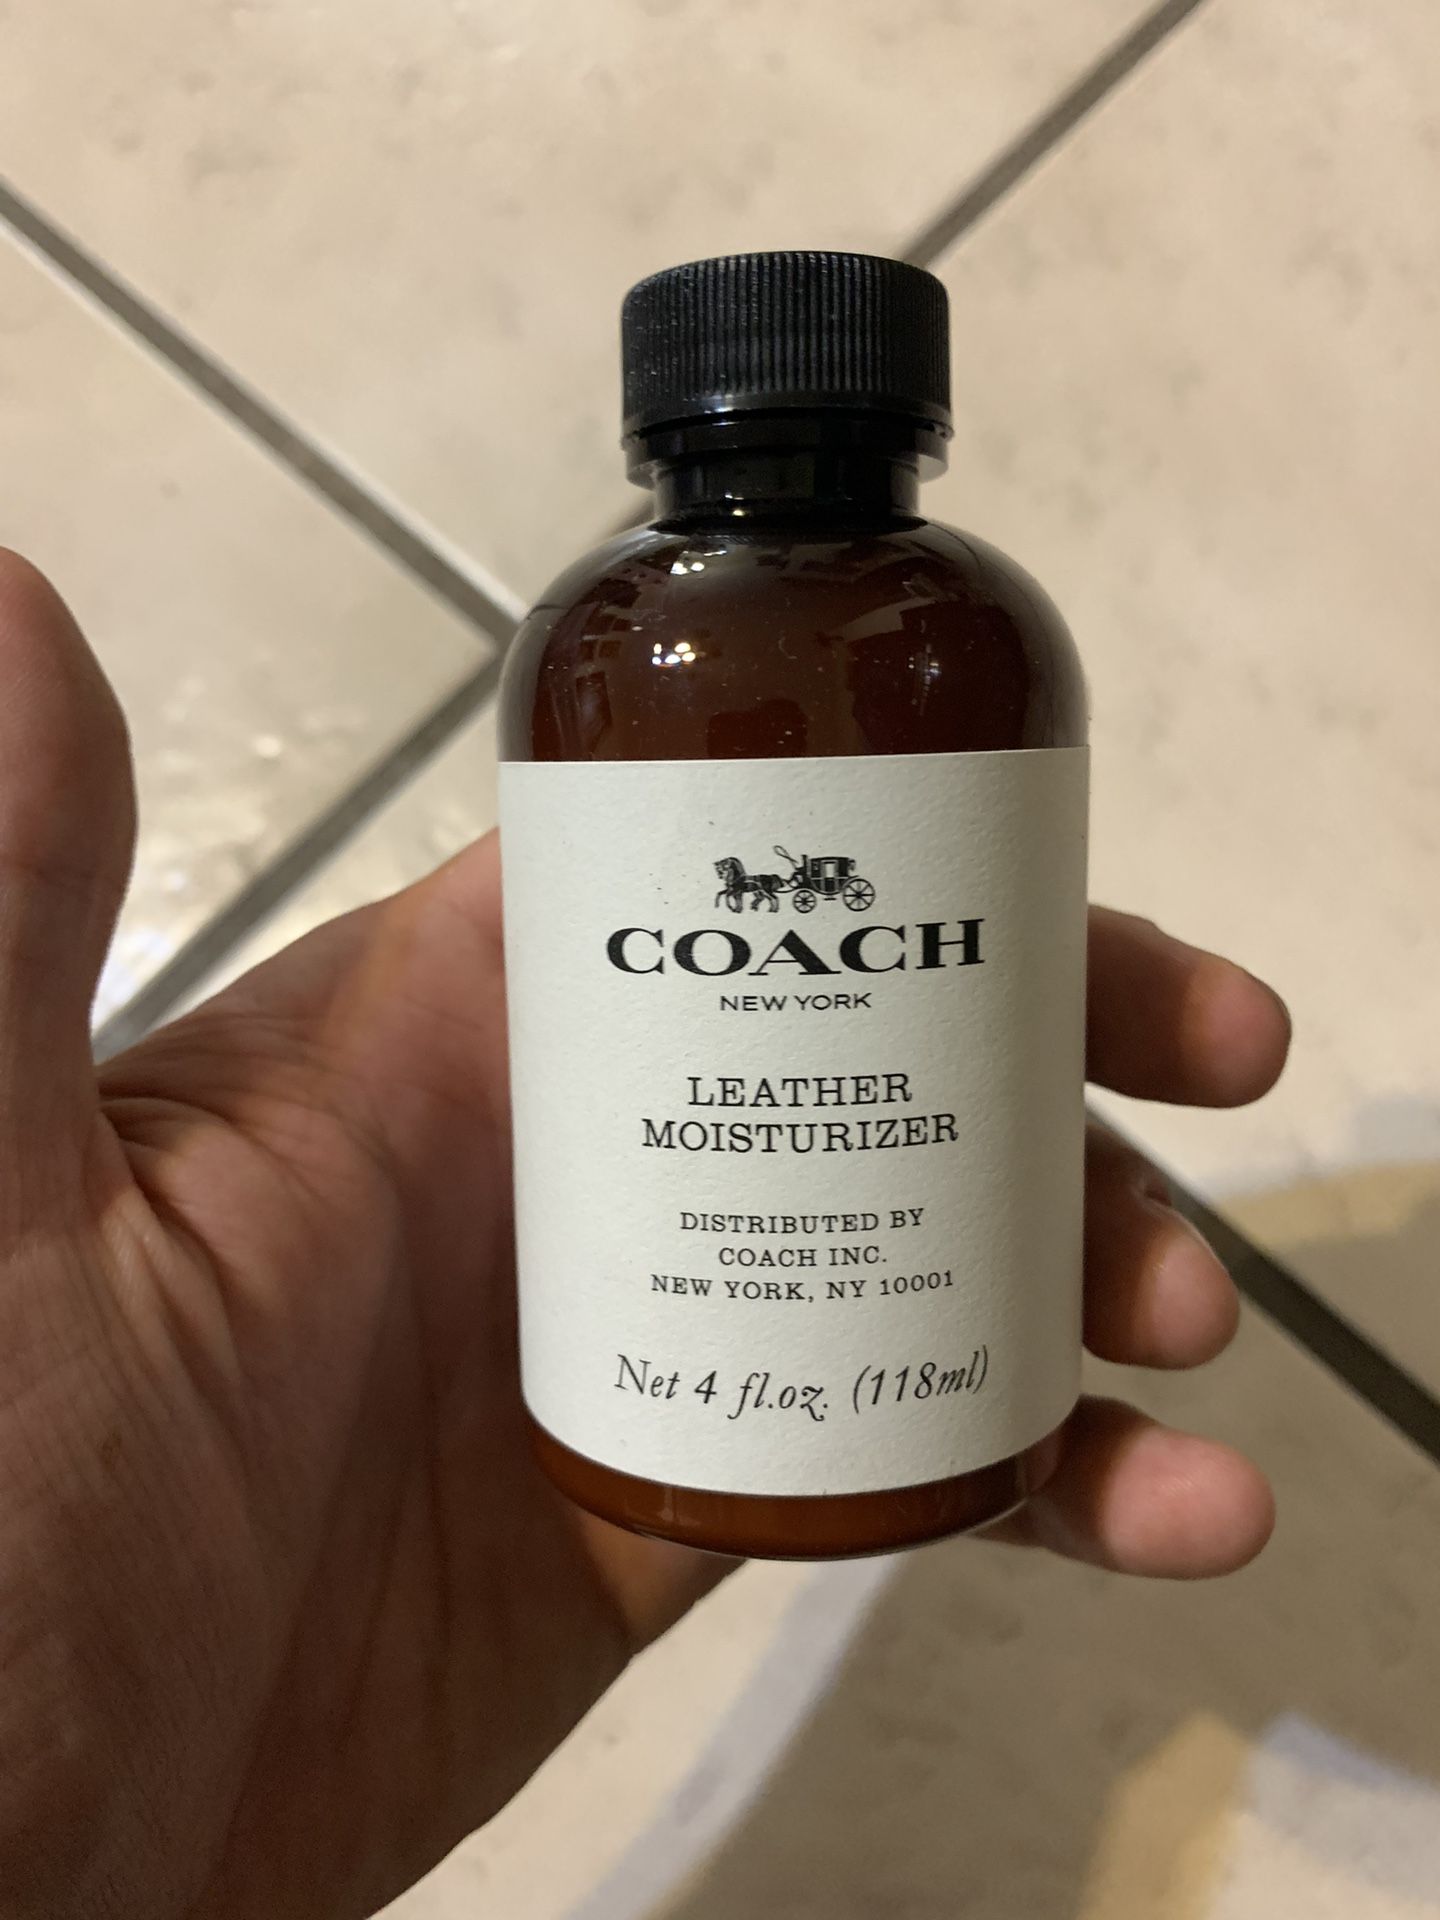 COACH
NEW YORK
LEATHER
MOISTURIZER
DISTRIBUTED BY
COACH INC.
NEW YORK, NY 10001
Net 4 fl.oz. (118ml)